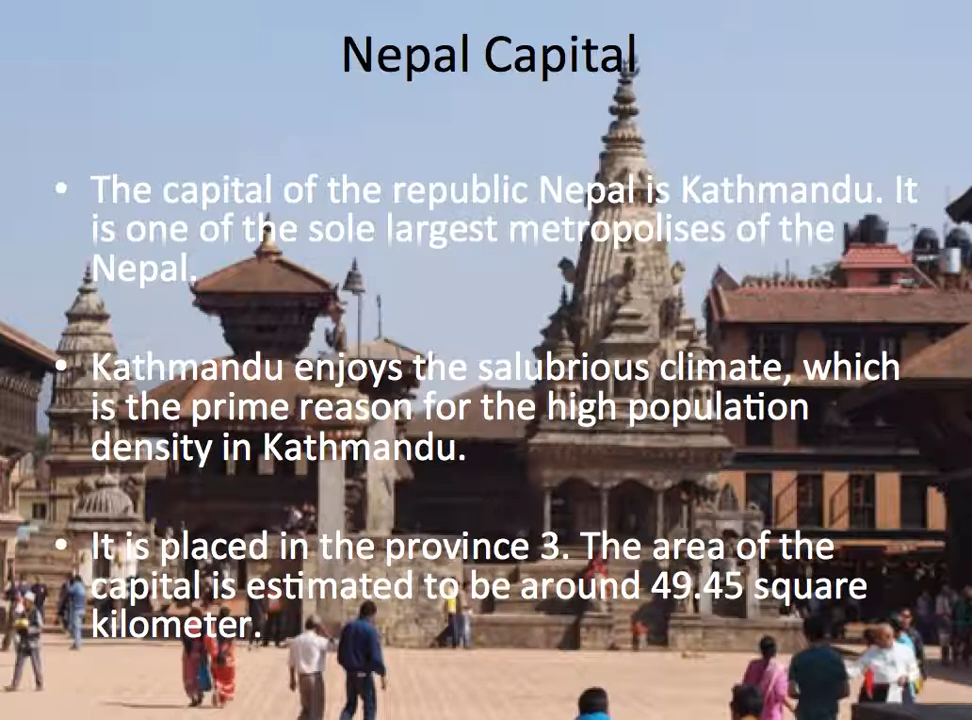 Nepal Capital
• The capital of the republic Nepal is Kathmandu. It
is one of the sole largest metropolises of the
Nepal.
• Kathmandu enjoys the salubrious climate, which
is the prime reason for the high population
density in Kathmandu.
• It is placed in the province 3. The area of the
capital is estimated to be around 49.45 square
kilometer.